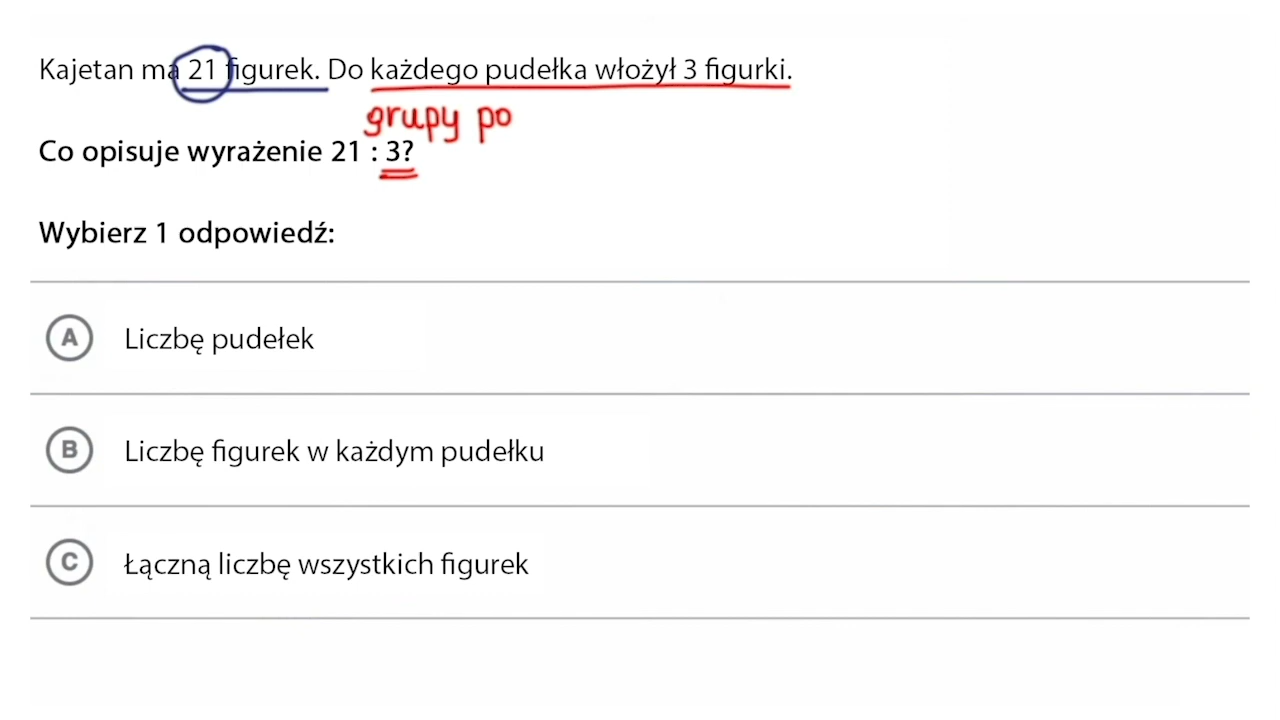 Kajetan ma 21 figurek. Do każdego pudełka włożył 3 figurki.
grupy po
Co opisuje wyrażenie 21 : 3?
Wybierz 1 odpowiedź:
A Liczbę pudełek
B Liczbę figurek w każdym pudełku
C Łączną liczbę wszystkich figurek